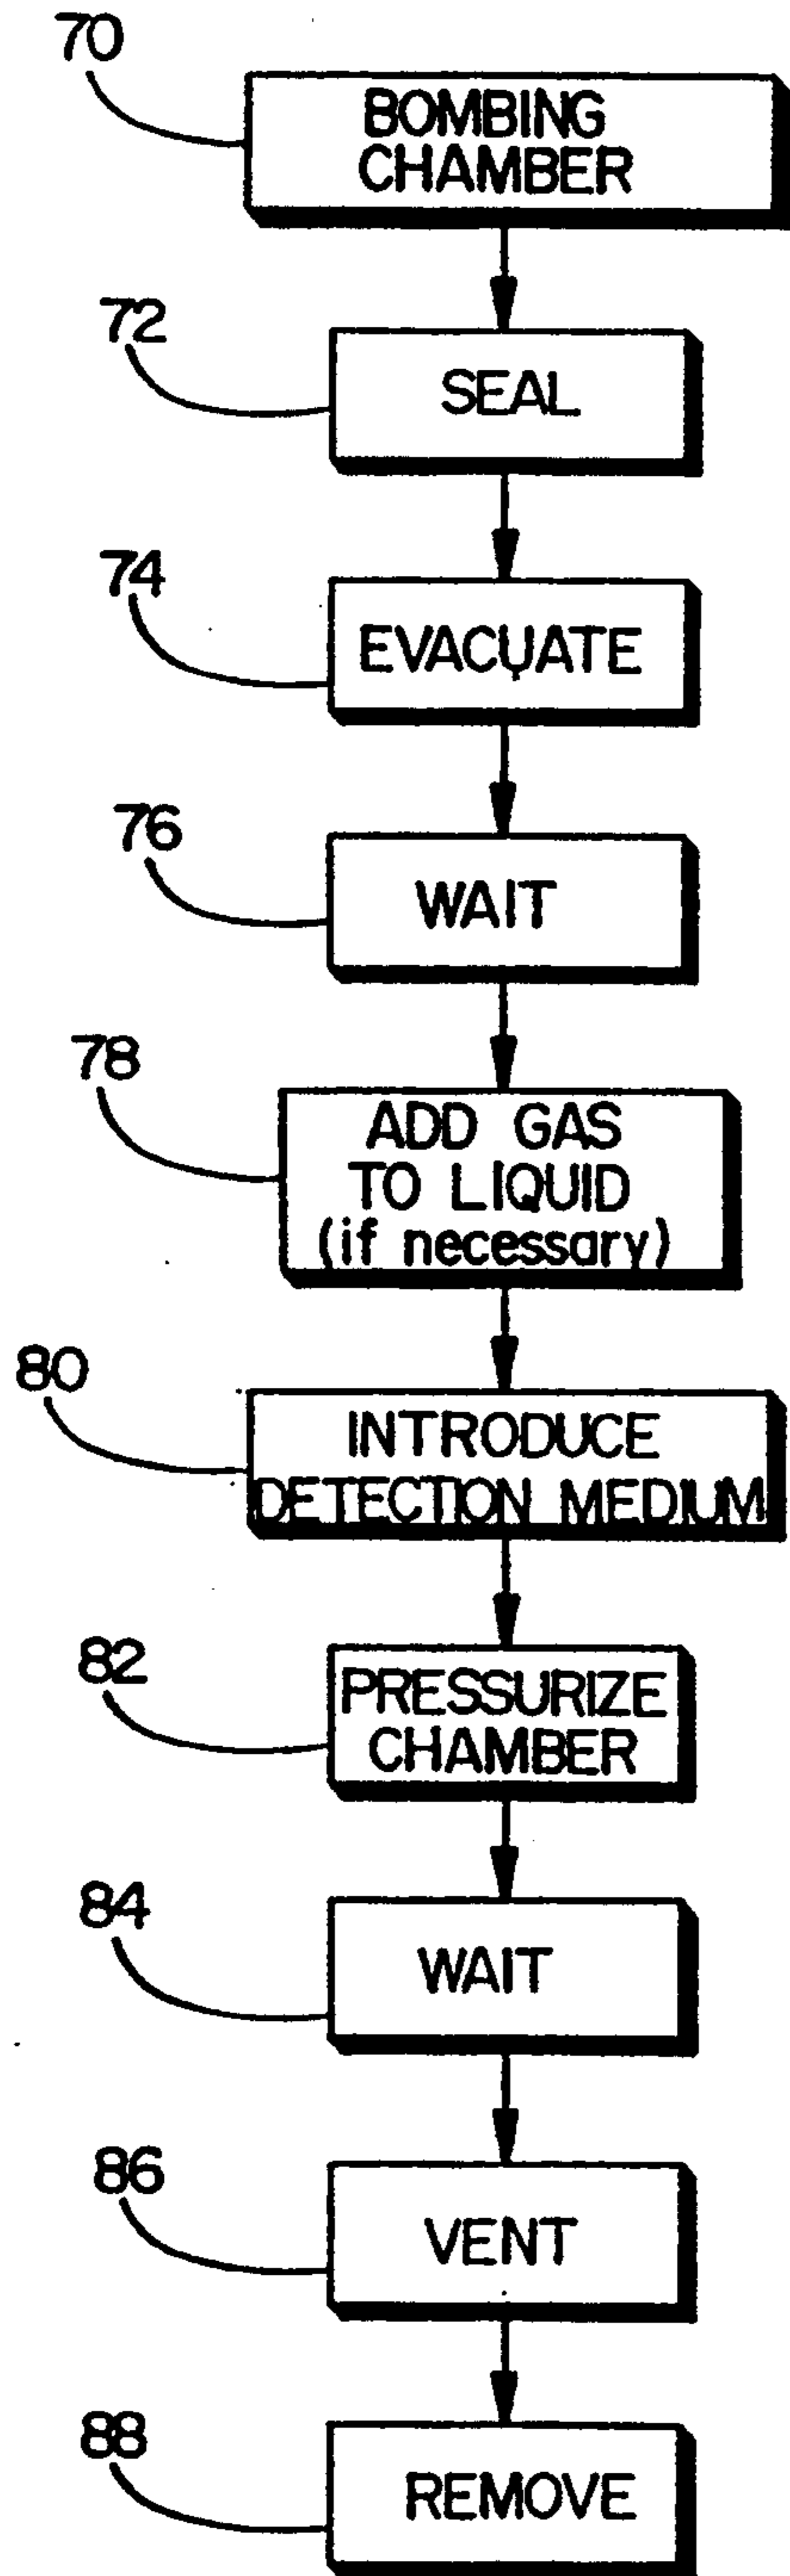 70
BOMBING
CHAMBER
72
SEAL
74
EVACUATE
76
WAIT
78
ADD GAS
TO LIQUID
(if necessary)
80
INTRODUCE
DETECTION MEDIUM
82
PRESSURIZE
CHAMBER
84
WAIT
86
VENT
88
REMOVE